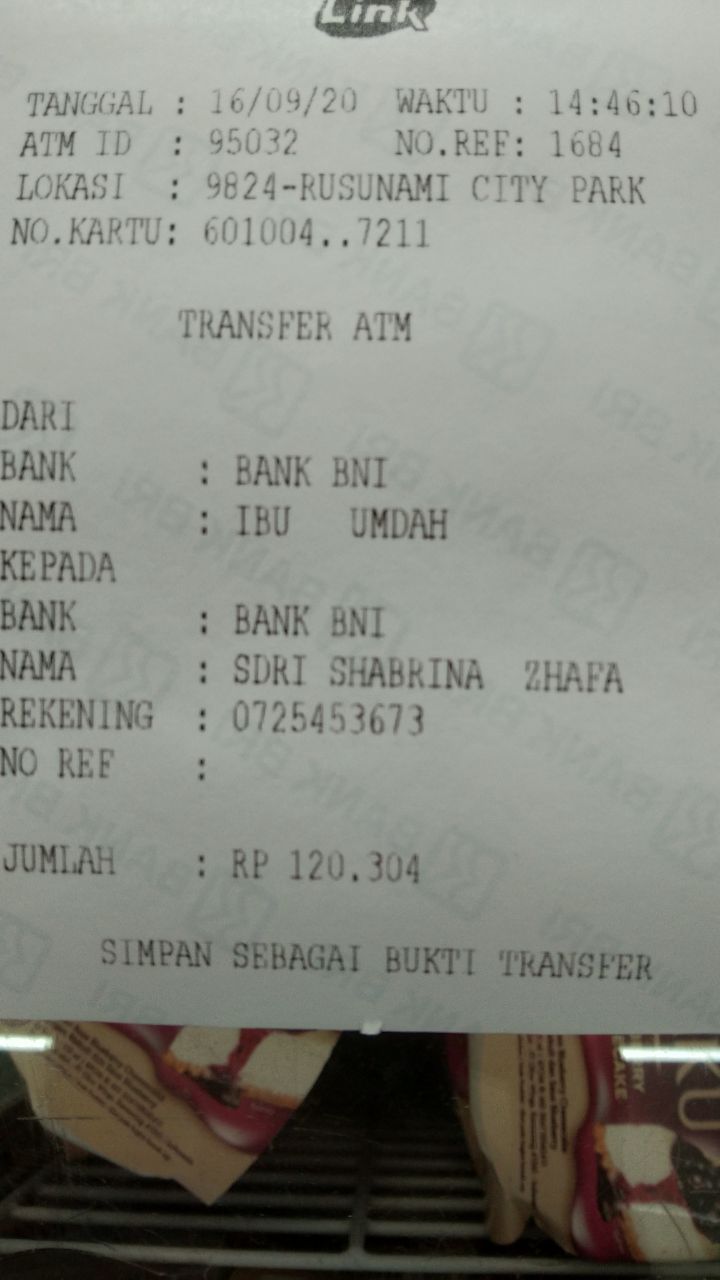 Link
TANGGAL : 16/09/20 WAKTU : 14:46:10
ATM ID : 95032 NO.REF: 1684
LOKASI : 9824-RUSUNAMI CITY PARK
NO.KARTU: 601004..7211
TRANSFER ATM
DARI
BANK : BANK BNI
NAMA : IBU UMDAH
KEPADA
BANK : BANK BNI
NAMA : SDRI SHABRINA ZHAFA
REKENING : 0725453673
NO REF :
JUMLAH : RP 120.304
SIMPAN SEBAGAI BUKTI TRANSFER
BANK BRI